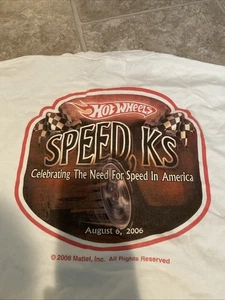 HOT WHEELS
SPEED, KS
Celebrating The Need For Speed In America
August 6, 2006
© 2006 Mattel, Inc. All Rights Reserved